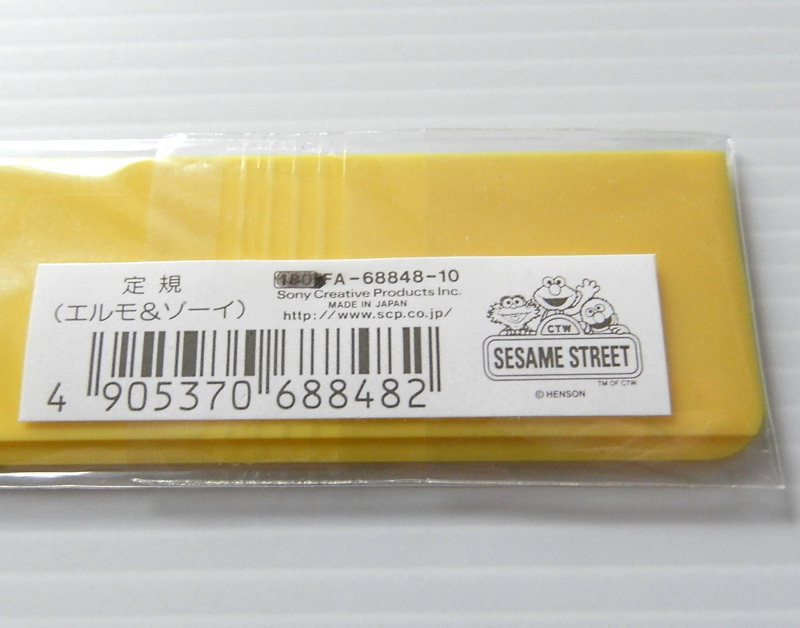 定規
(エルモ&ゾーイ)
180 FA-68848-10
Sony Creative Products Inc.
MADE IN JAPAN
http://www.scp.co.jp/
4 905370 688482
CTW
SESAME STREET
TM OF CTW
© HENSON